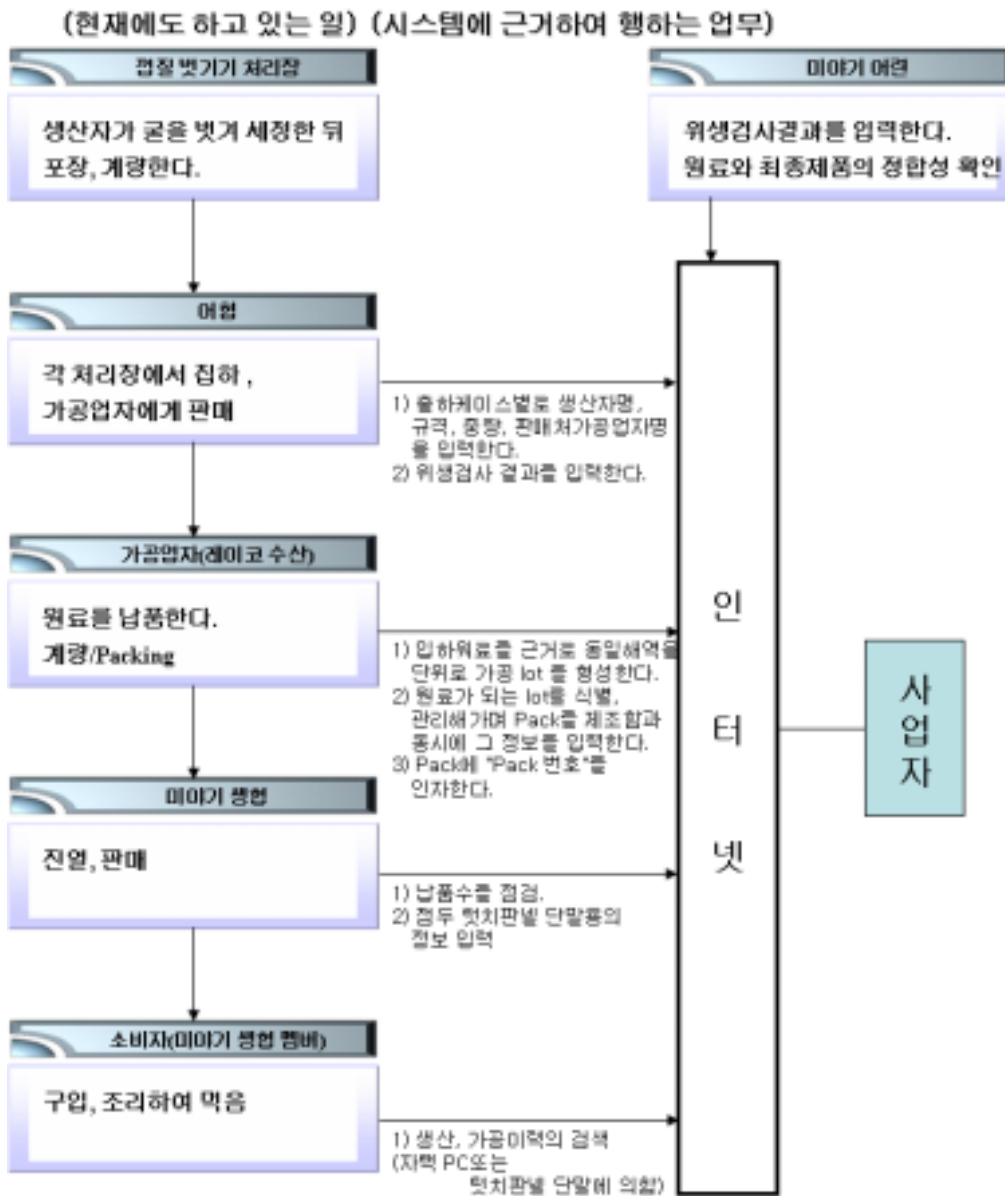 (현재에도 하고 있는 일) (시스템에 근거하여 행하는 업무)
껍질 벗기기 처리장
생산자가 굴을 벗겨 세정한 뒤
포장, 계량한다.
미야기 어련
위생검사결과를 입력한다.
원료와 최종제품의 정합성 확인
어협
각 처리장에서 집하 ,
가공업자에게 판매
1) 출하케이스별로 생산자명,
규격, 중량, 판매처가공업자명
을 입력한다.
2) 위생검사 결과를 입력한다.
가공업자(레이코 수산)
원료를 납품한다.
계량/Packing
1) 입하원료를 근거로 동일해역을
단위로 가공 lot 를 형성한다.
2) 원료가 되는 lot를 식별,
관리해가며 Pack를 제조함과
동시에 그 정보를 입력한다.
3) Pack에 "Pack 번호"를
인자한다.
미야기 생협
진열, 판매
1) 납품수를 점검.
2) 점두 텃치판넬 단말용의
정보 입력
소비자(미야기 생협 멤버)
구입, 조리하여 먹음
1) 생산, 가공이력의 검색
(자택 PC또는
텃치판넬 단말에 의함)
인
터
넷
사
업
자